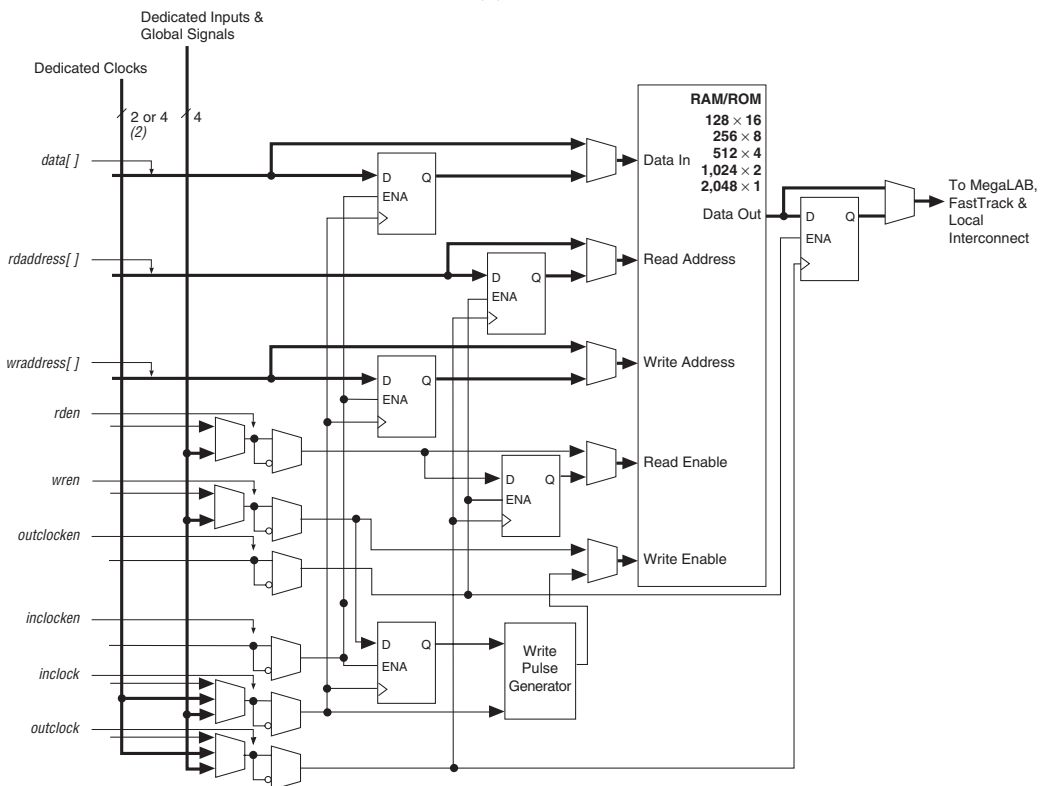 Dedicated Inputs &
Global Signals
Dedicated Clocks
2 or 4
(2)
4
RAM/ROM
128 × 16
256 × 8
512 × 4
1,024 × 2
2,048 × 1
data[ ]
D Q
ENA
Data In
Data Out
D Q
ENA
To MegaLAB,
FastTrack &
Local
Interconnect
rdaddress[ ]
D Q
ENA
Read Address
wraddress[ ]
D Q
ENA
Write Address
rden
D Q
ENA
Read Enable
wren
outclocken
Write Enable
inclocken
D Q
ENA
Write
Pulse
Generator
inclock
outclock